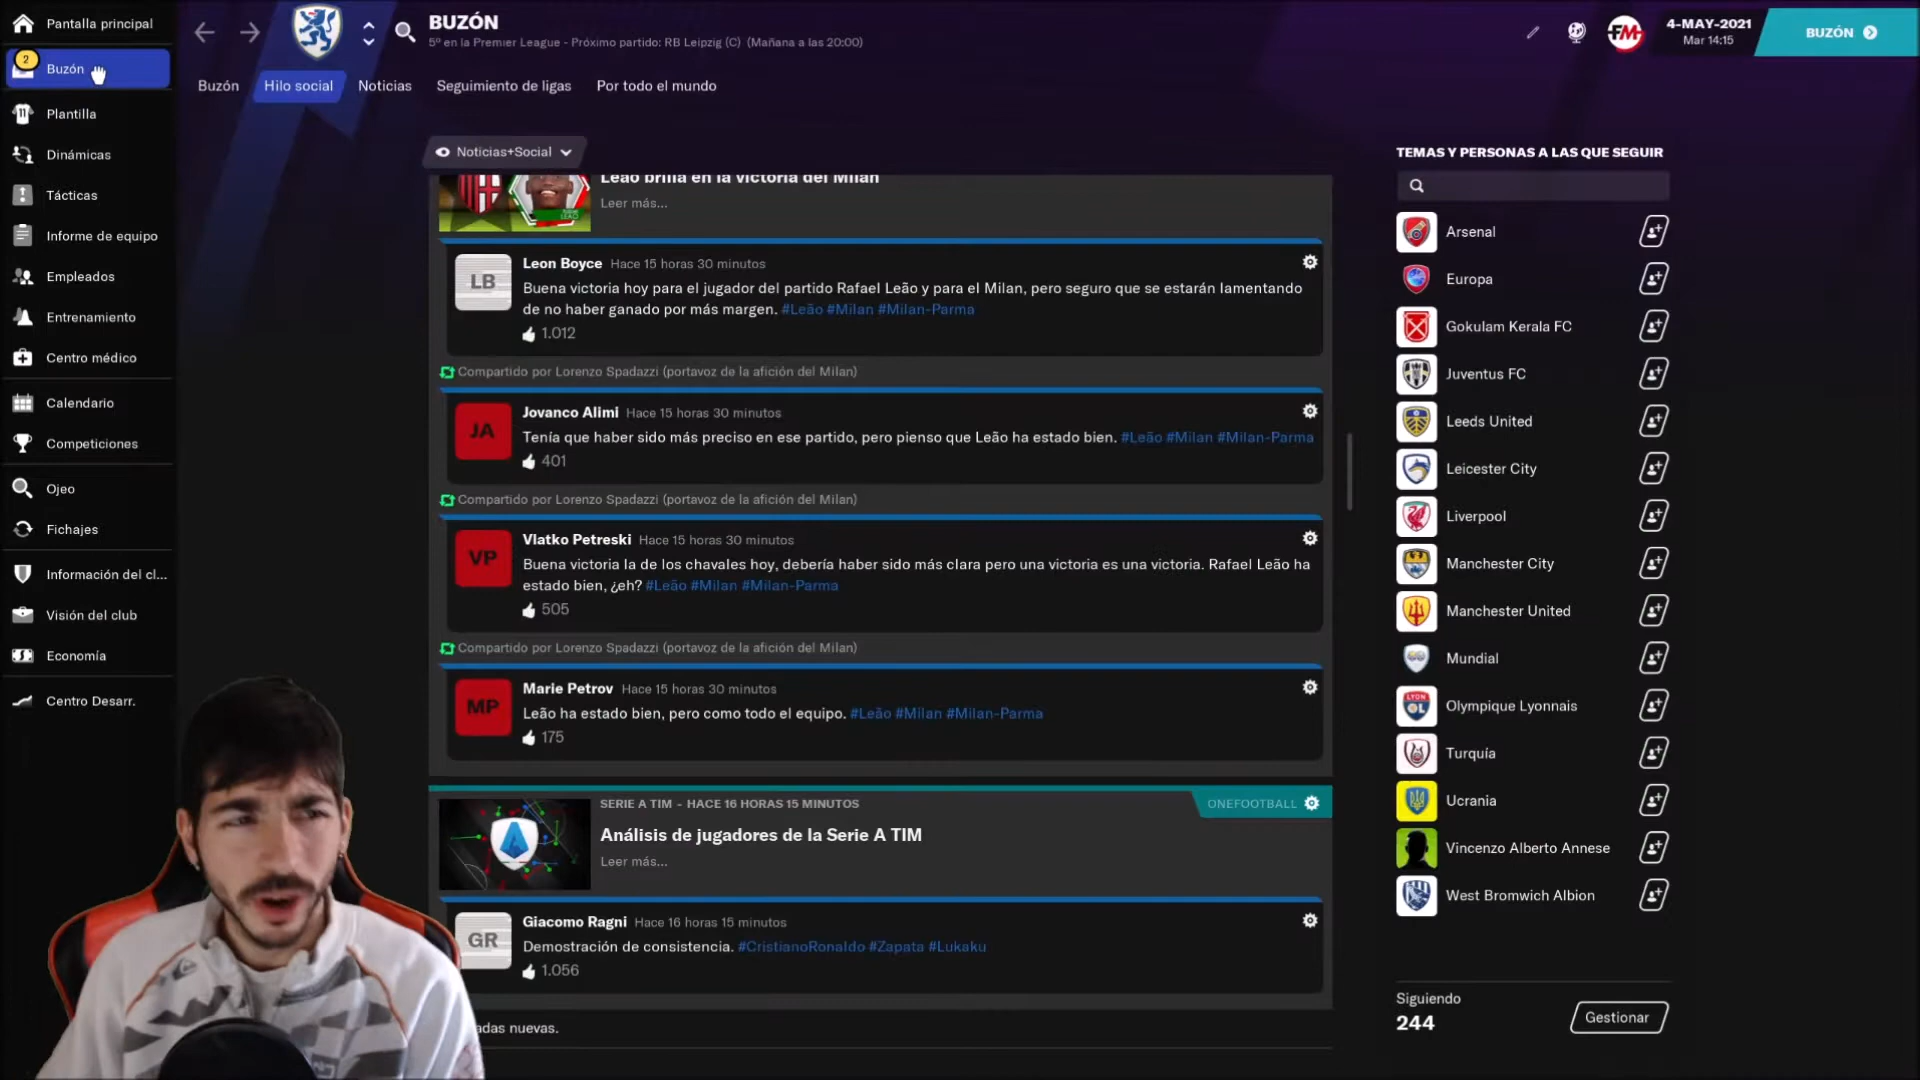 Pantalla principal
2
Buzón
Plantilla
Dinámicas
Tácticas
Informe de equipo
Empleados
Entrenamiento
Centro médico
Calendario
Competiciones
Ojeo
Fichajes
Información del cl...
Visión del club
Economía
Centro Desarr.
BUZÓN
5º en la Premier League - Próximo partido: RB Leipzig (C) (Mañana a las 20:00)
FM
4-MAY-2021
Mar 14:15
BUZÓN
Buzón
Hilo social
Noticias
Seguimiento de ligas
Por todo el mundo
Noticias+Social
Leão brilla en la victoria del Milan
Leer más...
LB
Leon Boyce Hace 15 horas 30 minutos
Buena victoria hoy para el jugador del partido Rafael Leão y para el Milan, pero seguro que se estarán lamentando
de no haber ganado por más margen. #Leão #Milan #Milan-Parma
1.012
Compartido por Lorenzo Spadazzi (portavoz de la afición del Milan)
JA
Jovanco Alimi Hace 15 horas 30 minutos
Tenía que haber sido más preciso en ese partido, pero pienso que Leão ha estado bien. #Leão #Milan #Milan-Parma
401
Compartido por Lorenzo Spadazzi (portavoz de la afición del Milan)
VP
Vlatko Petreski Hace 15 horas 30 minutos
Buena victoria la de los chavales hoy, debería haber sido más clara pero una victoria es una victoria. Rafael Leão ha
estado bien, ¿eh? #Leão #Milan #Milan-Parma
505
Compartido por Lorenzo Spadazzi (portavoz de la afición del Milan)
MP
Marie Petrov Hace 15 horas 30 minutos
Leão ha estado bien, pero como todo el equipo. #Leão #Milan #Milan-Parma
175
SERIE A TIM - HACE 16 HORAS 15 MINUTOS
ONEFOOTBALL
Análisis de jugadores de la Serie A TIM
Leer más...
GR
Giacomo Ragni Hace 16 horas 15 minutos
Demostración de consistencia. #CristianoRonaldo #Zapata #Lukaku
1.056
adas nuevas.
TEMAS Y PERSONAS A LAS QUE SEGUIR
Arsenal
Europa
Gokulam Kerala FC
Juventus FC
Leeds United
Leicester City
Liverpool
Manchester City
Manchester United
Mundial
Olympique Lyonnais
Turquía
Ucrania
Vincenzo Alberto Annese
West Bromwich Albion
Siguiendo
244
Gestionar